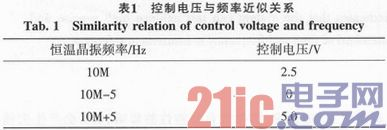 表1 控制电压与频率近似关系
Tab. 1 Similarity relation of control voltage and frequency
恒温晶振频率/Hz 控制电压/V
10M 2.5
10M-5 0
10M+5 5.0
21ic 电子网